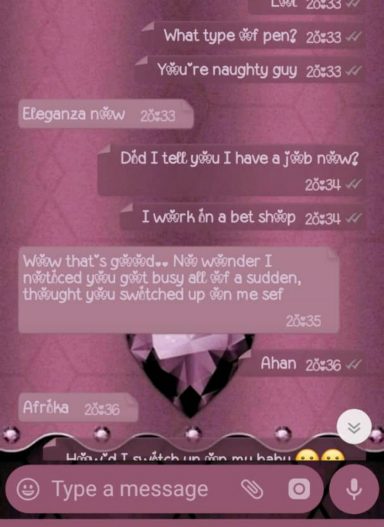 Loot 20:33
What type of pen? 20:33
You're naughty guy 20:33
Eleganza now 20:33
Did I tell you I have a job now?
20:34
I work in a bet shop 20:34
Wow that's good.. No wonder I
noticed you got busy all of a sudden,
thought you switched up on me sef
20:35
Ahan 20:36
Afrika 20:36
How'd I switch up on my baby
Type a message